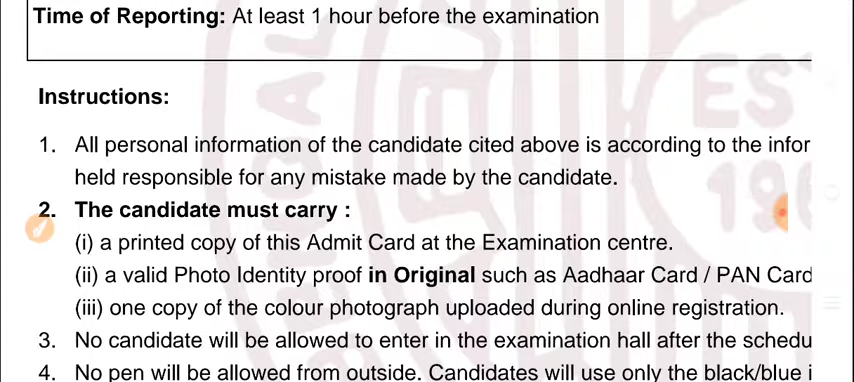 Time of Reporting: At least 1 hour before the examination
Instructions:
1. All personal information of the candidate cited above is according to the infor
held responsible for any mistake made by the candidate.
2. The candidate must carry :
(i) a printed copy of this Admit Card at the Examination centre.
(ii) a valid Photo Identity proof in Original such as Aadhaar Card / PAN Card
(iii) one copy of the colour photograph uploaded during online registration.
3. No candidate will be allowed to enter in the examination hall after the schedu
4. No pen will be allowed from outside. Candidates will use only the black/blue i